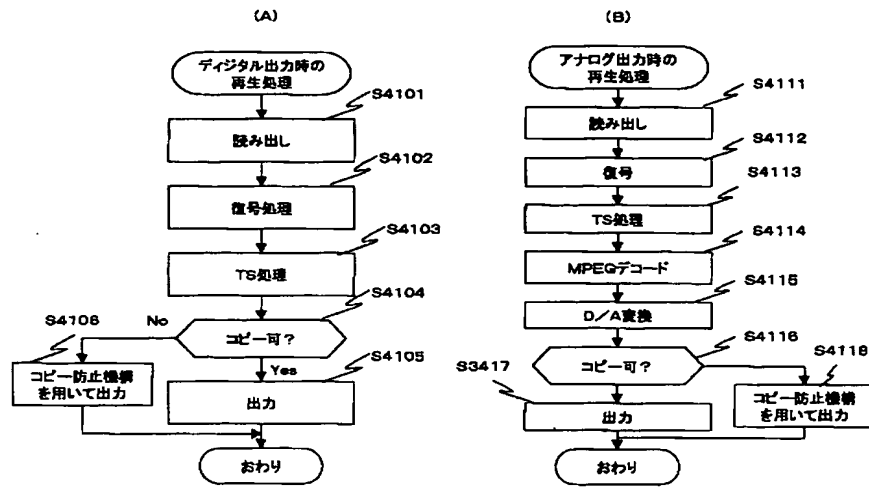 (A)
ディジタル出力時の
再生処理
S4101
読み出し
S4102
復号処理
S4103
TS処理
S4104
コピー可?
No
S4106
コピー防止機構
を用いて出力
Yes
S4105
出力
おわり
(B)
アナログ出力時の
再生処理
S4111
読み出し
S4112
復号
S4113
TS処理
S4114
MPEGデコード
S4115
D/A変換
S4116
コピー可?
S3417
出力
S4118
コピー防止機構
を用いて出力
おわり